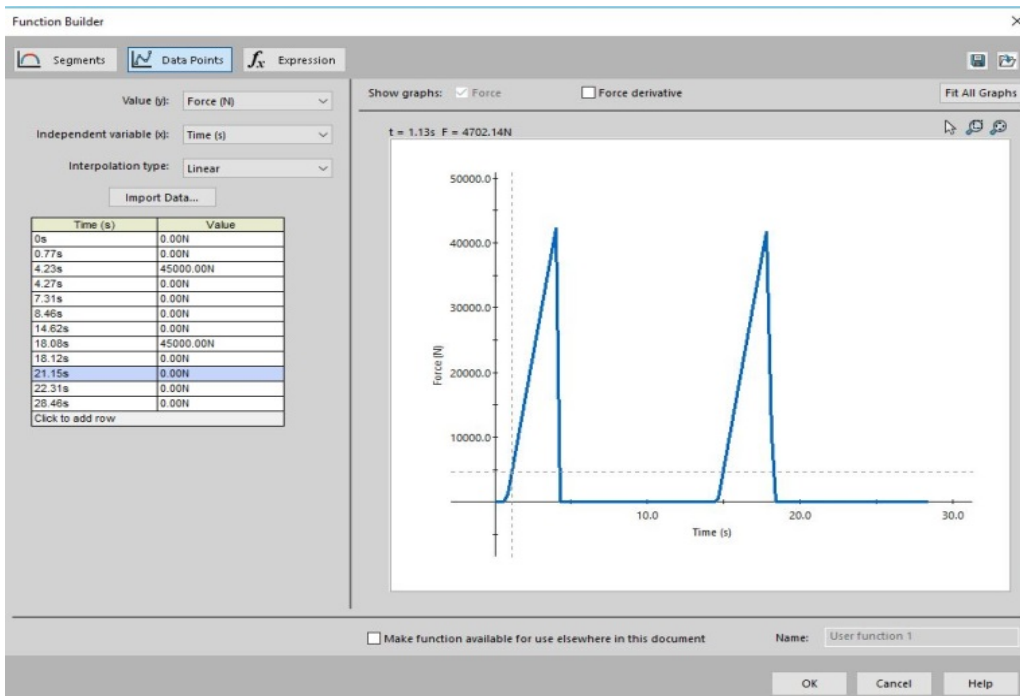 Function Builder
Segments Data Points fx Expression
Value (y): Force (N)
Independent variable (x): Time (s)
Interpolation type: Linear
Import Data...
Time (s) Value
0s 0.00N
0.77s 0.00N
4.23s 45000.00N
4.27s 0.00N
7.31s 0.00N
8.46s 0.00N
14.62s 0.00N
18.08s 45000.00N
18.12s 0.00N
21.15s 0.00N
22.31s 0.00N
28.46s 0.00N
Click to add row
Show graphs: Force Force derivative Fit All Graphs
t = 1.13s F = 4702.14N
50000.0
40000.0
30000.0
20000.0
10000.0
Force (N)
10.0 20.0 30.0
Time (s)
Make function available for use elsewhere in this document Name: User function 1
OK Cancel Help